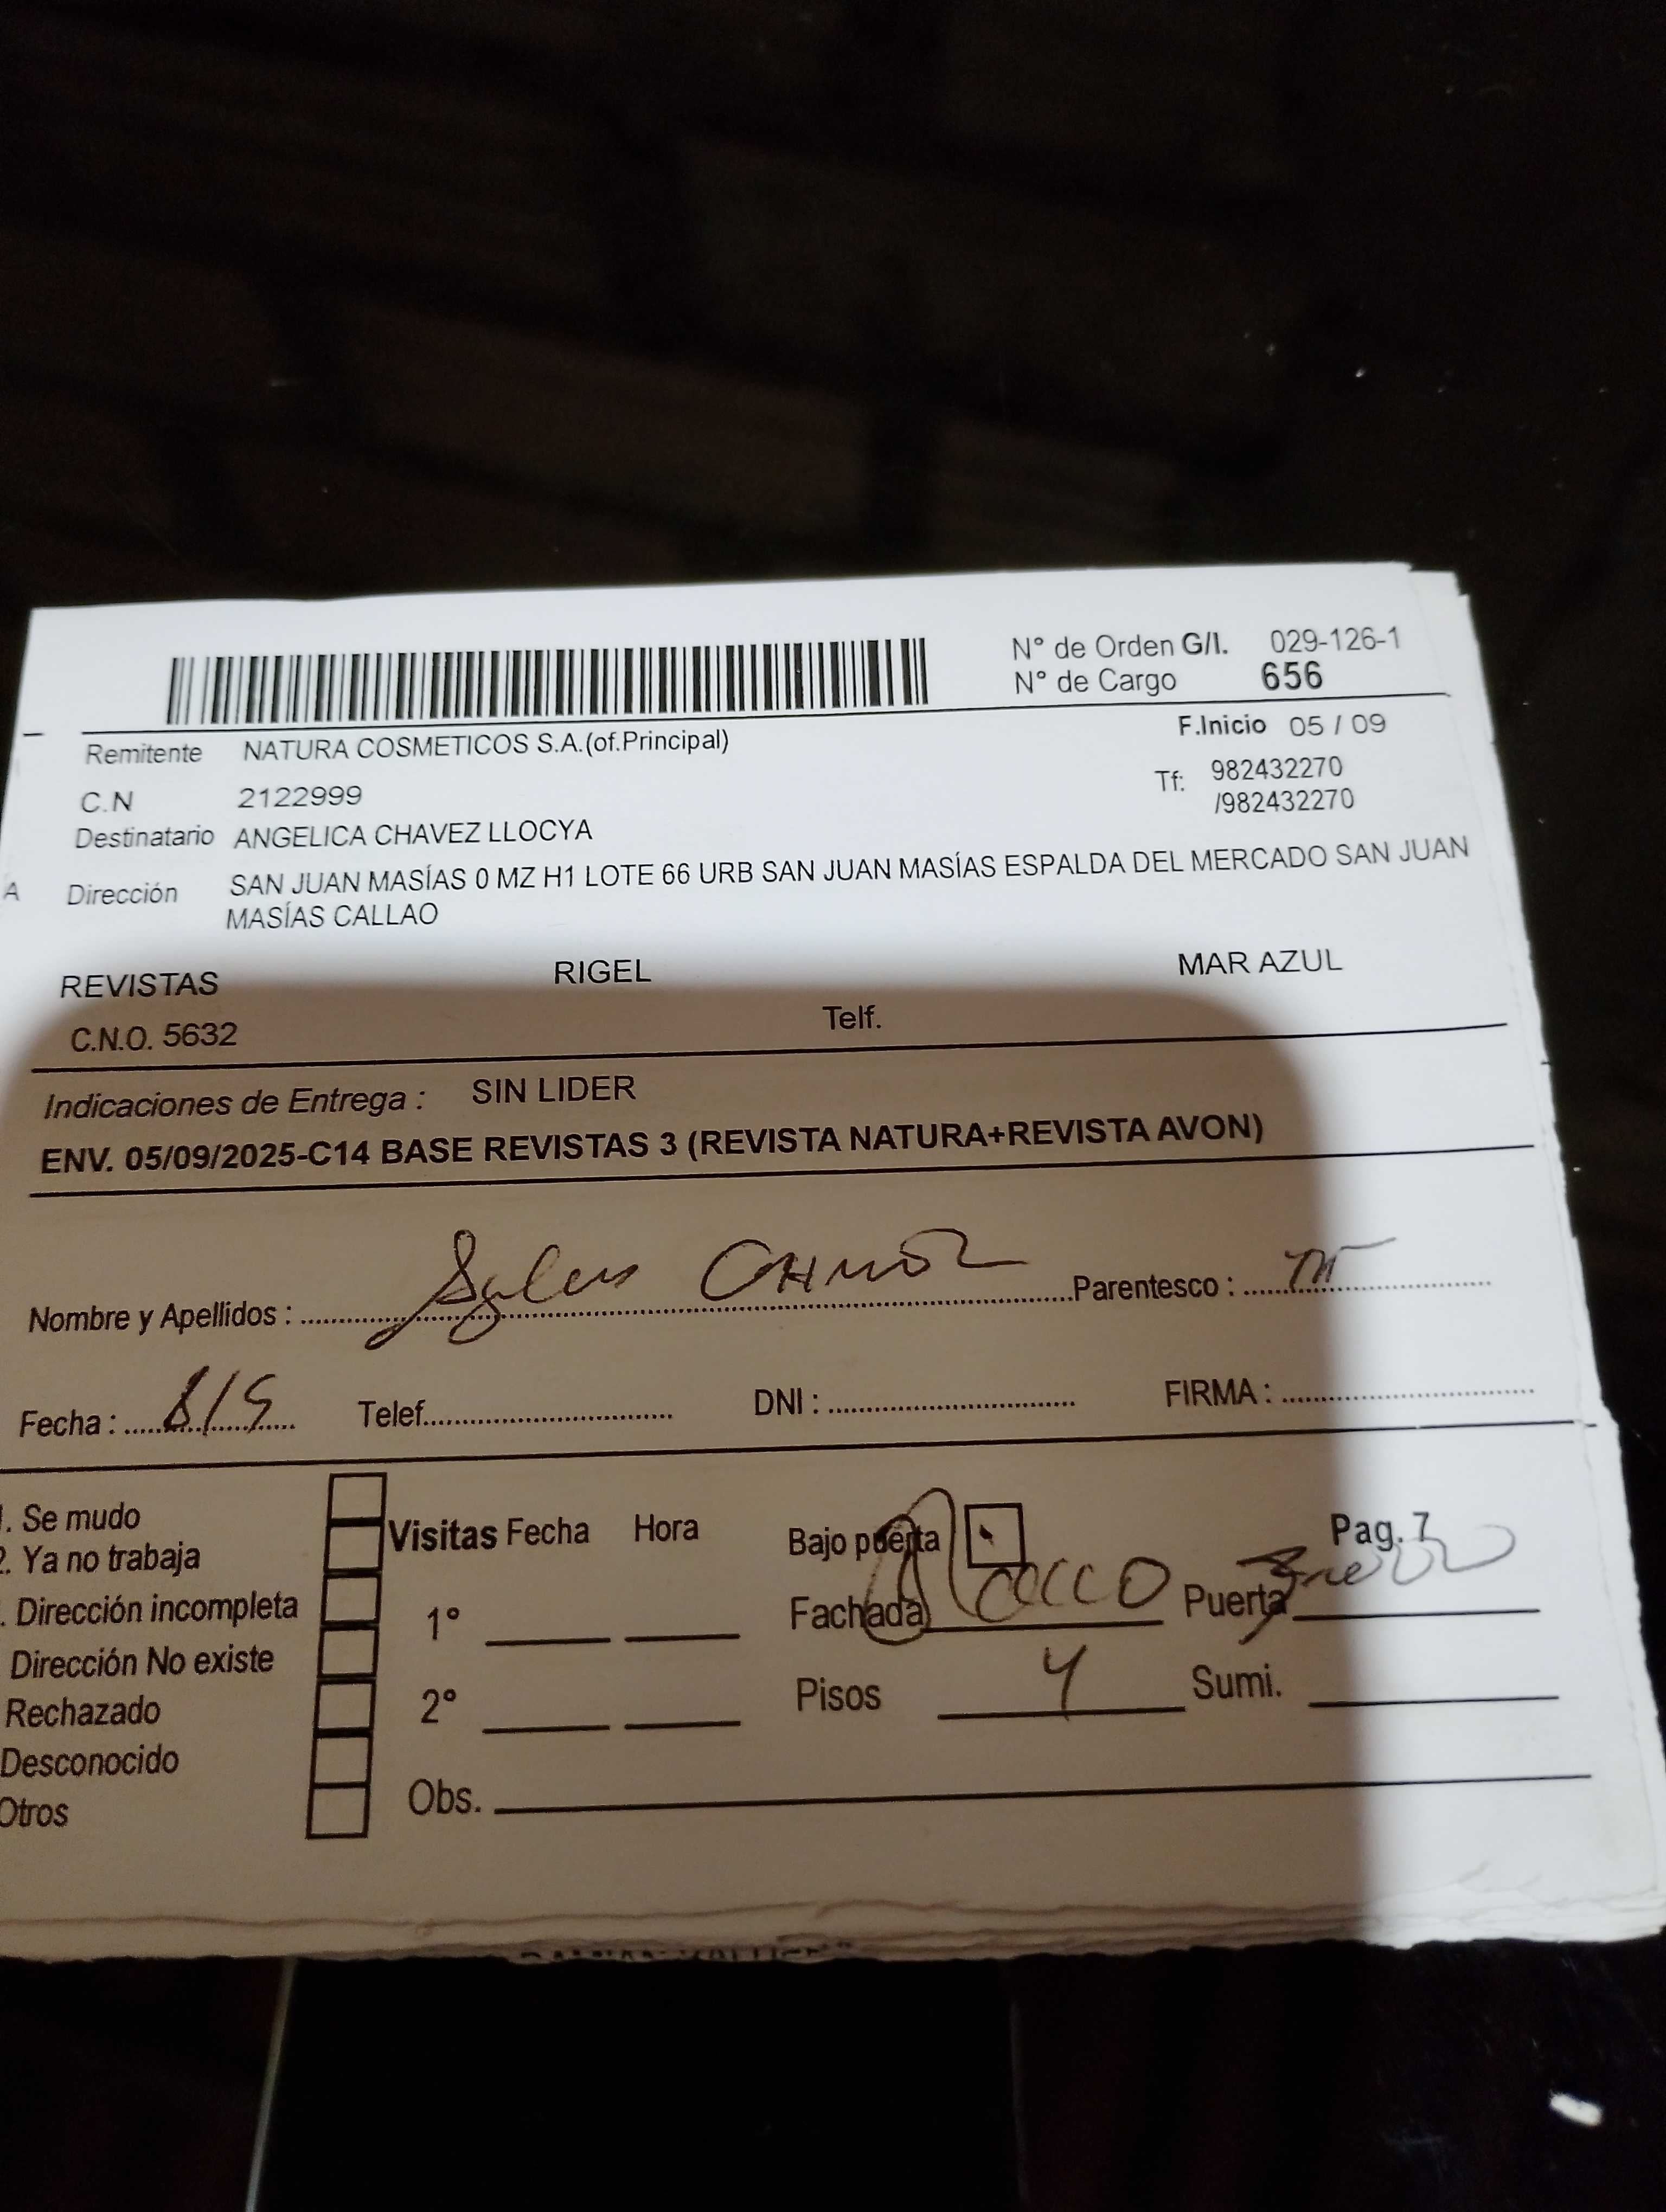 N° de Orden G/I. 029-126-1
N° de Cargo 656
F.Inicio 05 / 09
Remitente NATURA COSMETICOS S.A.(of.Principal)
Tf: 982432270
/982432270
C.N 2122999
Destinatario ANGELICA CHAVEZ LLOCYA
A Dirección SAN JUAN MASÍAS 0 MZ H1 LOTE 66 URB SAN JUAN MASÍAS ESPALDA DEL MERCADO SAN JUAN
MASÍAS CALLAO
REVISTAS RIGEL MAR AZUL
C.N.O. 5632 Telf.
Indicaciones de Entrega : SIN LIDER
ENV. 05/09/2025-C14 BASE REVISTAS 3 (REVISTA NATURA+REVISTA AVON)
Nombre y Apellidos : Parentesco :
Fecha : 8/9 Telef. DNI : FIRMA :
. Se mudo
Visitas Fecha Hora Bajo puerta Pag. 7
2. Ya no trabaja
. Dirección incompleta 1° Fachada Puerta
Dirección No existe
Rechazado 2° Pisos 4 Sumi.
Desconocido
Otros Obs.